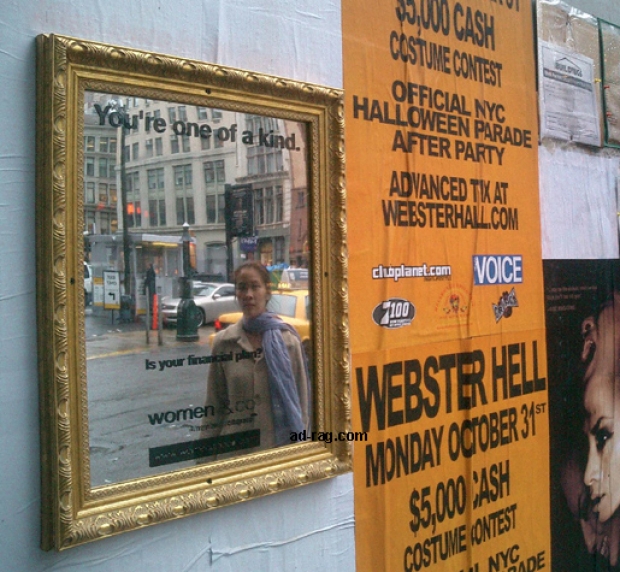 You're one of a kind.
Is your financial plan?
women & co
ad-rag.com
$5,000 CASH
COSTUME CONTEST
OFFICIAL NYC
HALLOWEEN PARADE
AFTER PARTY
ADVANCED TIX AT
WEBSTERHALL.COM
clubplanet.com
VOICE
Z100
WEBSTER HELL
MONDAY OCTOBER 31ST
$5,000 CASH
COSTUME CONTEST
NYC